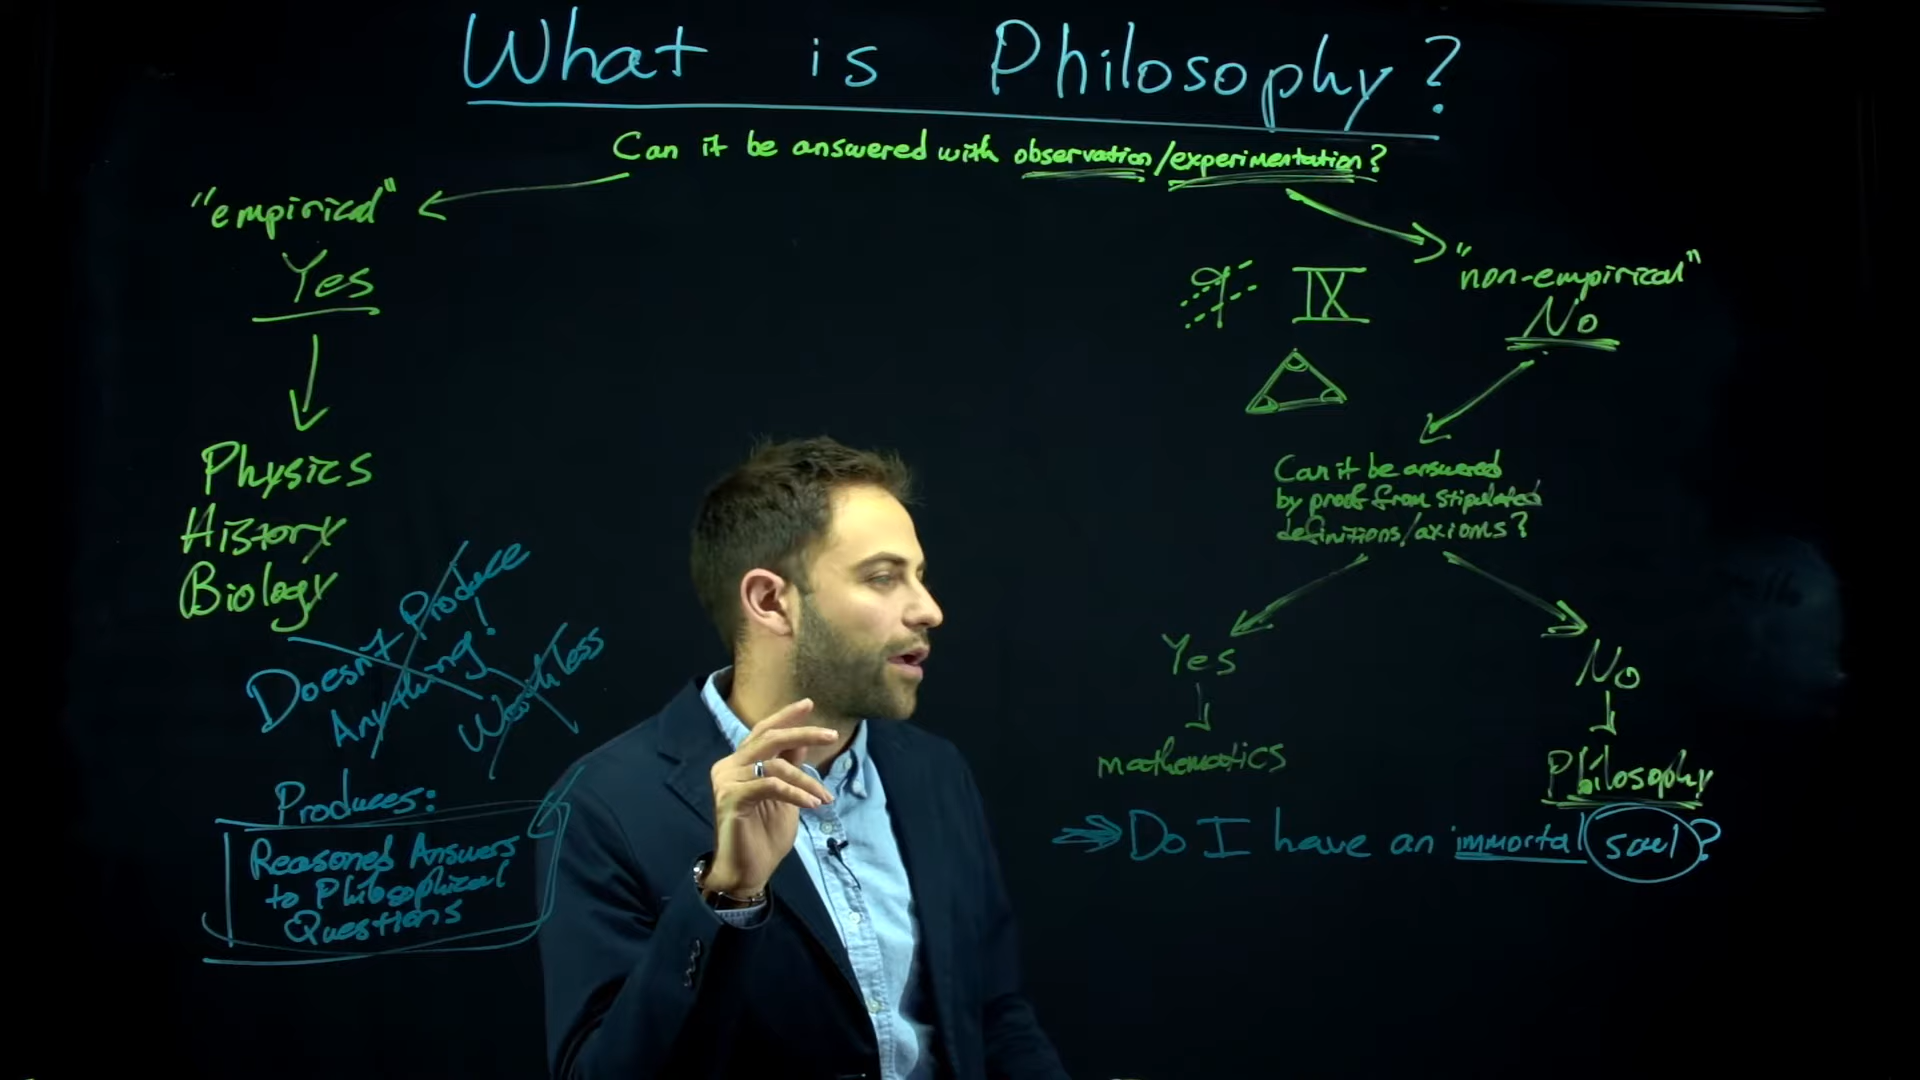 What is Philosophy?
Can it be answered with observation/experimentation?
"empirical"
Yes
Physics
History
Biology
Doesn't Produce
Anything!
Worthless
Produces:
Reasoned Answers
to Philosophical
Questions
9
IX
"non-empirical"
No
Can it be answered
by proof from stipulated
definitions/axioms?
Yes
mathematics
No
Philosophy
Do I have an immortal soul?